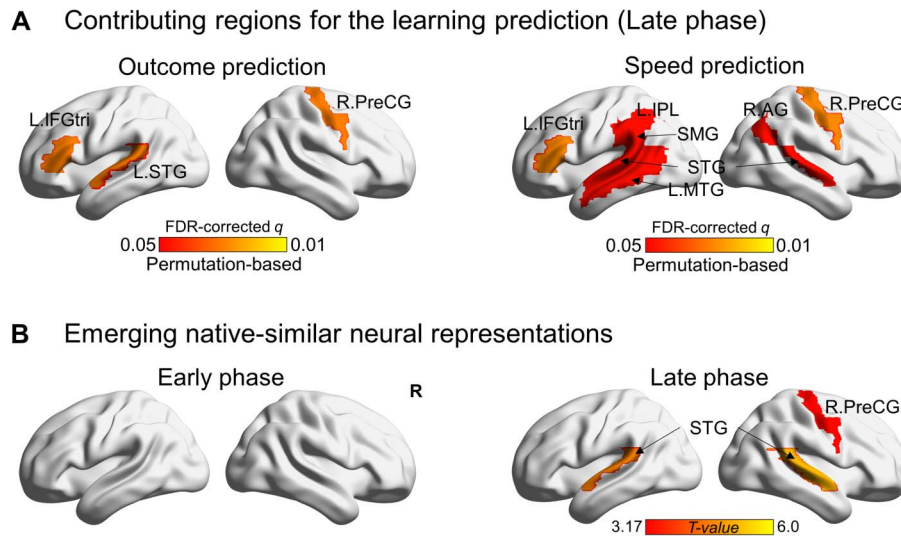 A Contributing regions for the learning prediction (Late phase)
Outcome prediction
Speed prediction
L.IFGtri
L.STG
R.PreCG
L.IFGtri
L.IPL
SMG
STG
L.MTG
R.AG
R.PreCG
FDR-corrected q
0.05 0.01
Permutation-based
FDR-corrected q
0.05 0.01
Permutation-based
B Emerging native-similar neural representations
Early phase
R
Late phase
STG
R.PreCG
3.17 T-value 6.0